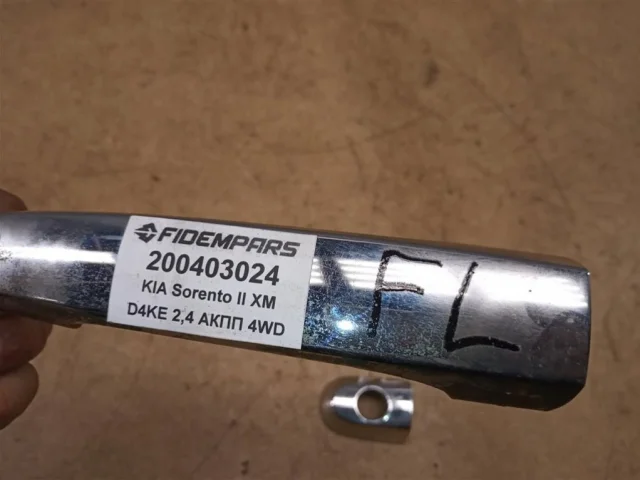 FIDEMPARS
200403024
KIA Sorento II XM
D4KE 2,4 АКПП 4WD
FL